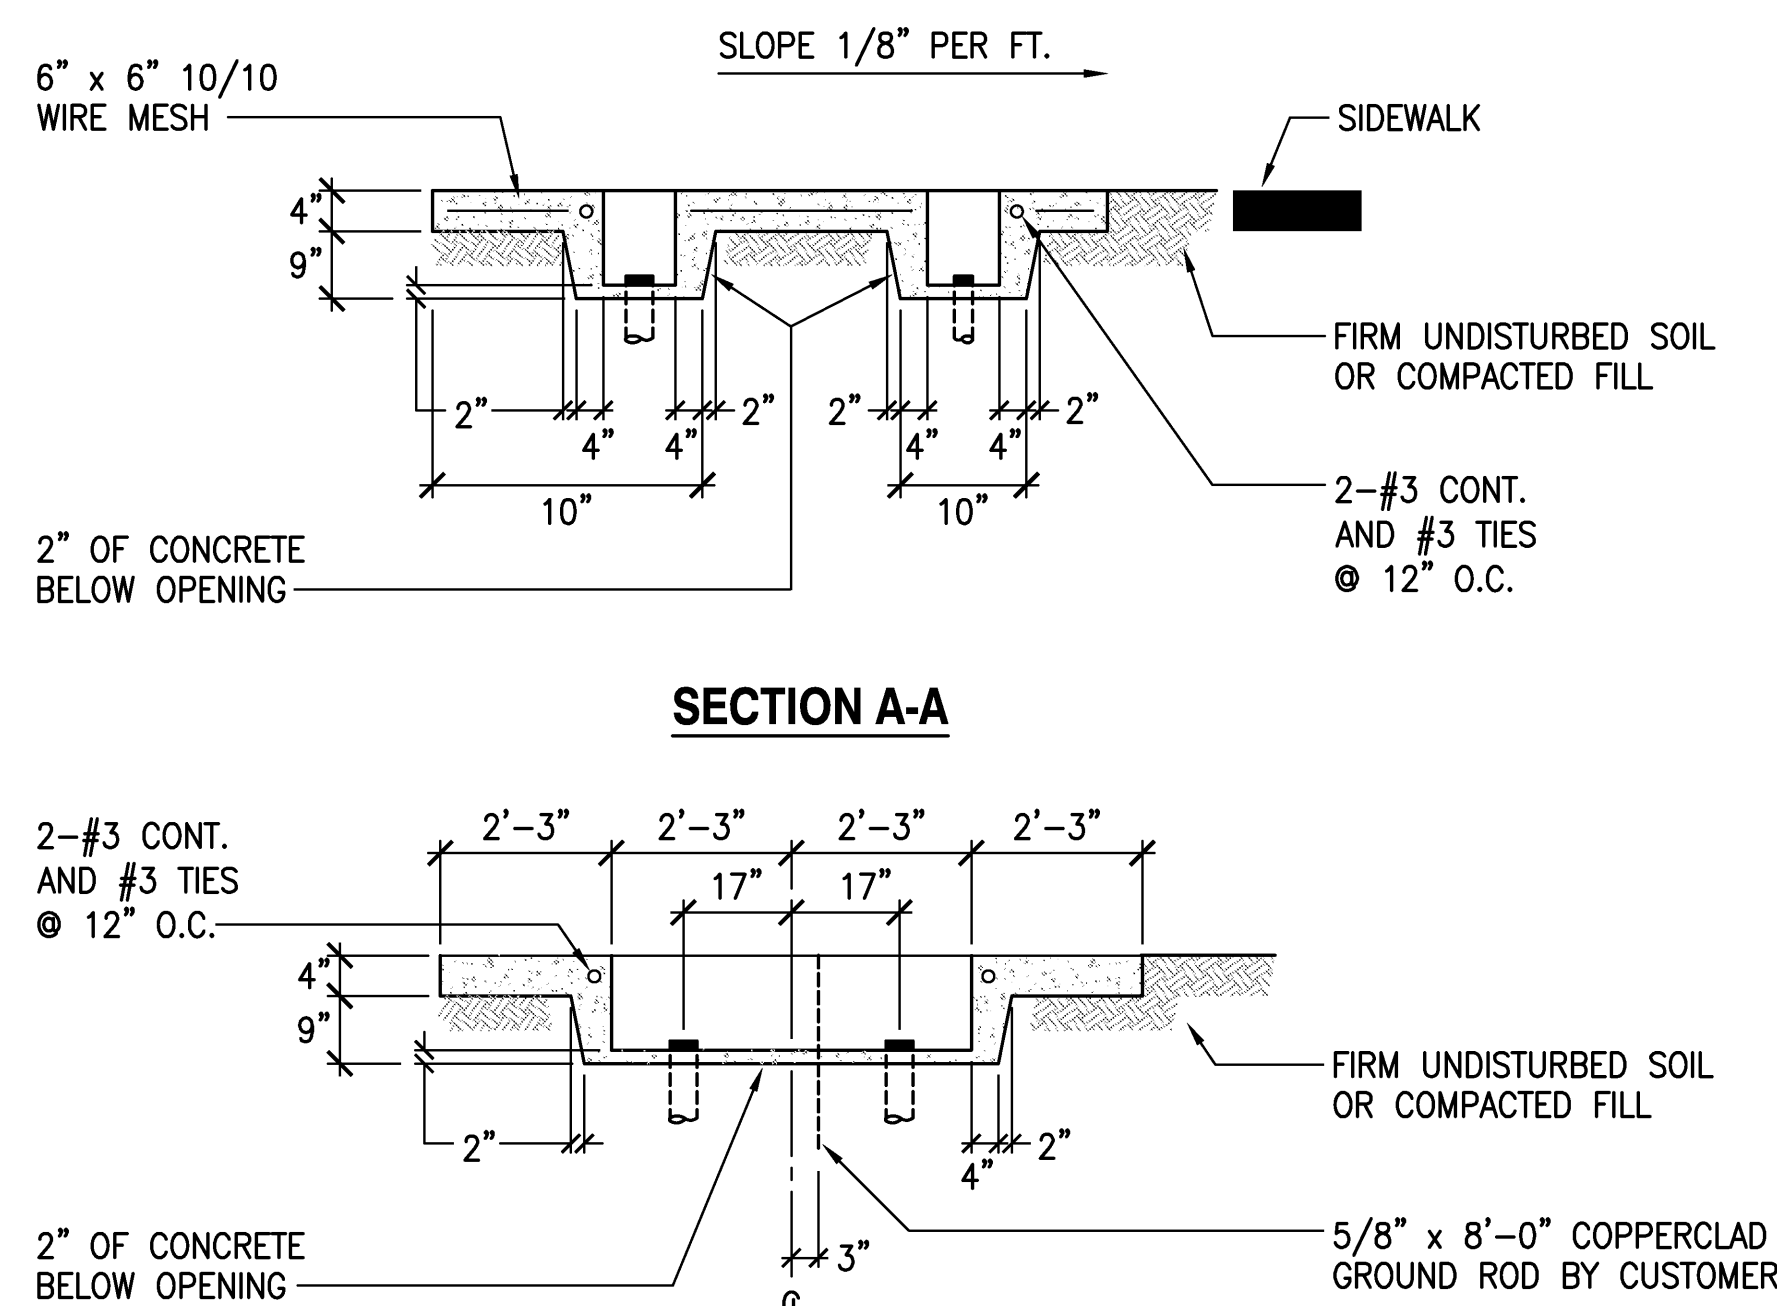 SLOPE 1/8" PER FT.
6" x 6" 10/10
WIRE MESH
SIDEWALK
4"
9"
FIRM UNDISTURBED SOIL
OR COMPACTED FILL
2"
2"
2"
2"
4"
4"
4"
4"
10"
10"
2-#3 CONT.
AND #3 TIES
@ 12" O.C.
2" OF CONCRETE
BELOW OPENING
SECTION A-A
2'-3"
2'-3"
2'-3"
2'-3"
2-#3 CONT.
AND #3 TIES
@ 12" O.C.
17"
17"
4"
9"
FIRM UNDISTURBED SOIL
OR COMPACTED FILL
2"
2"
4"
5/8" x 8'-0" COPPERCLAD
GROUND ROD BY CUSTOMER
2" OF CONCRETE
BELOW OPENING
3"